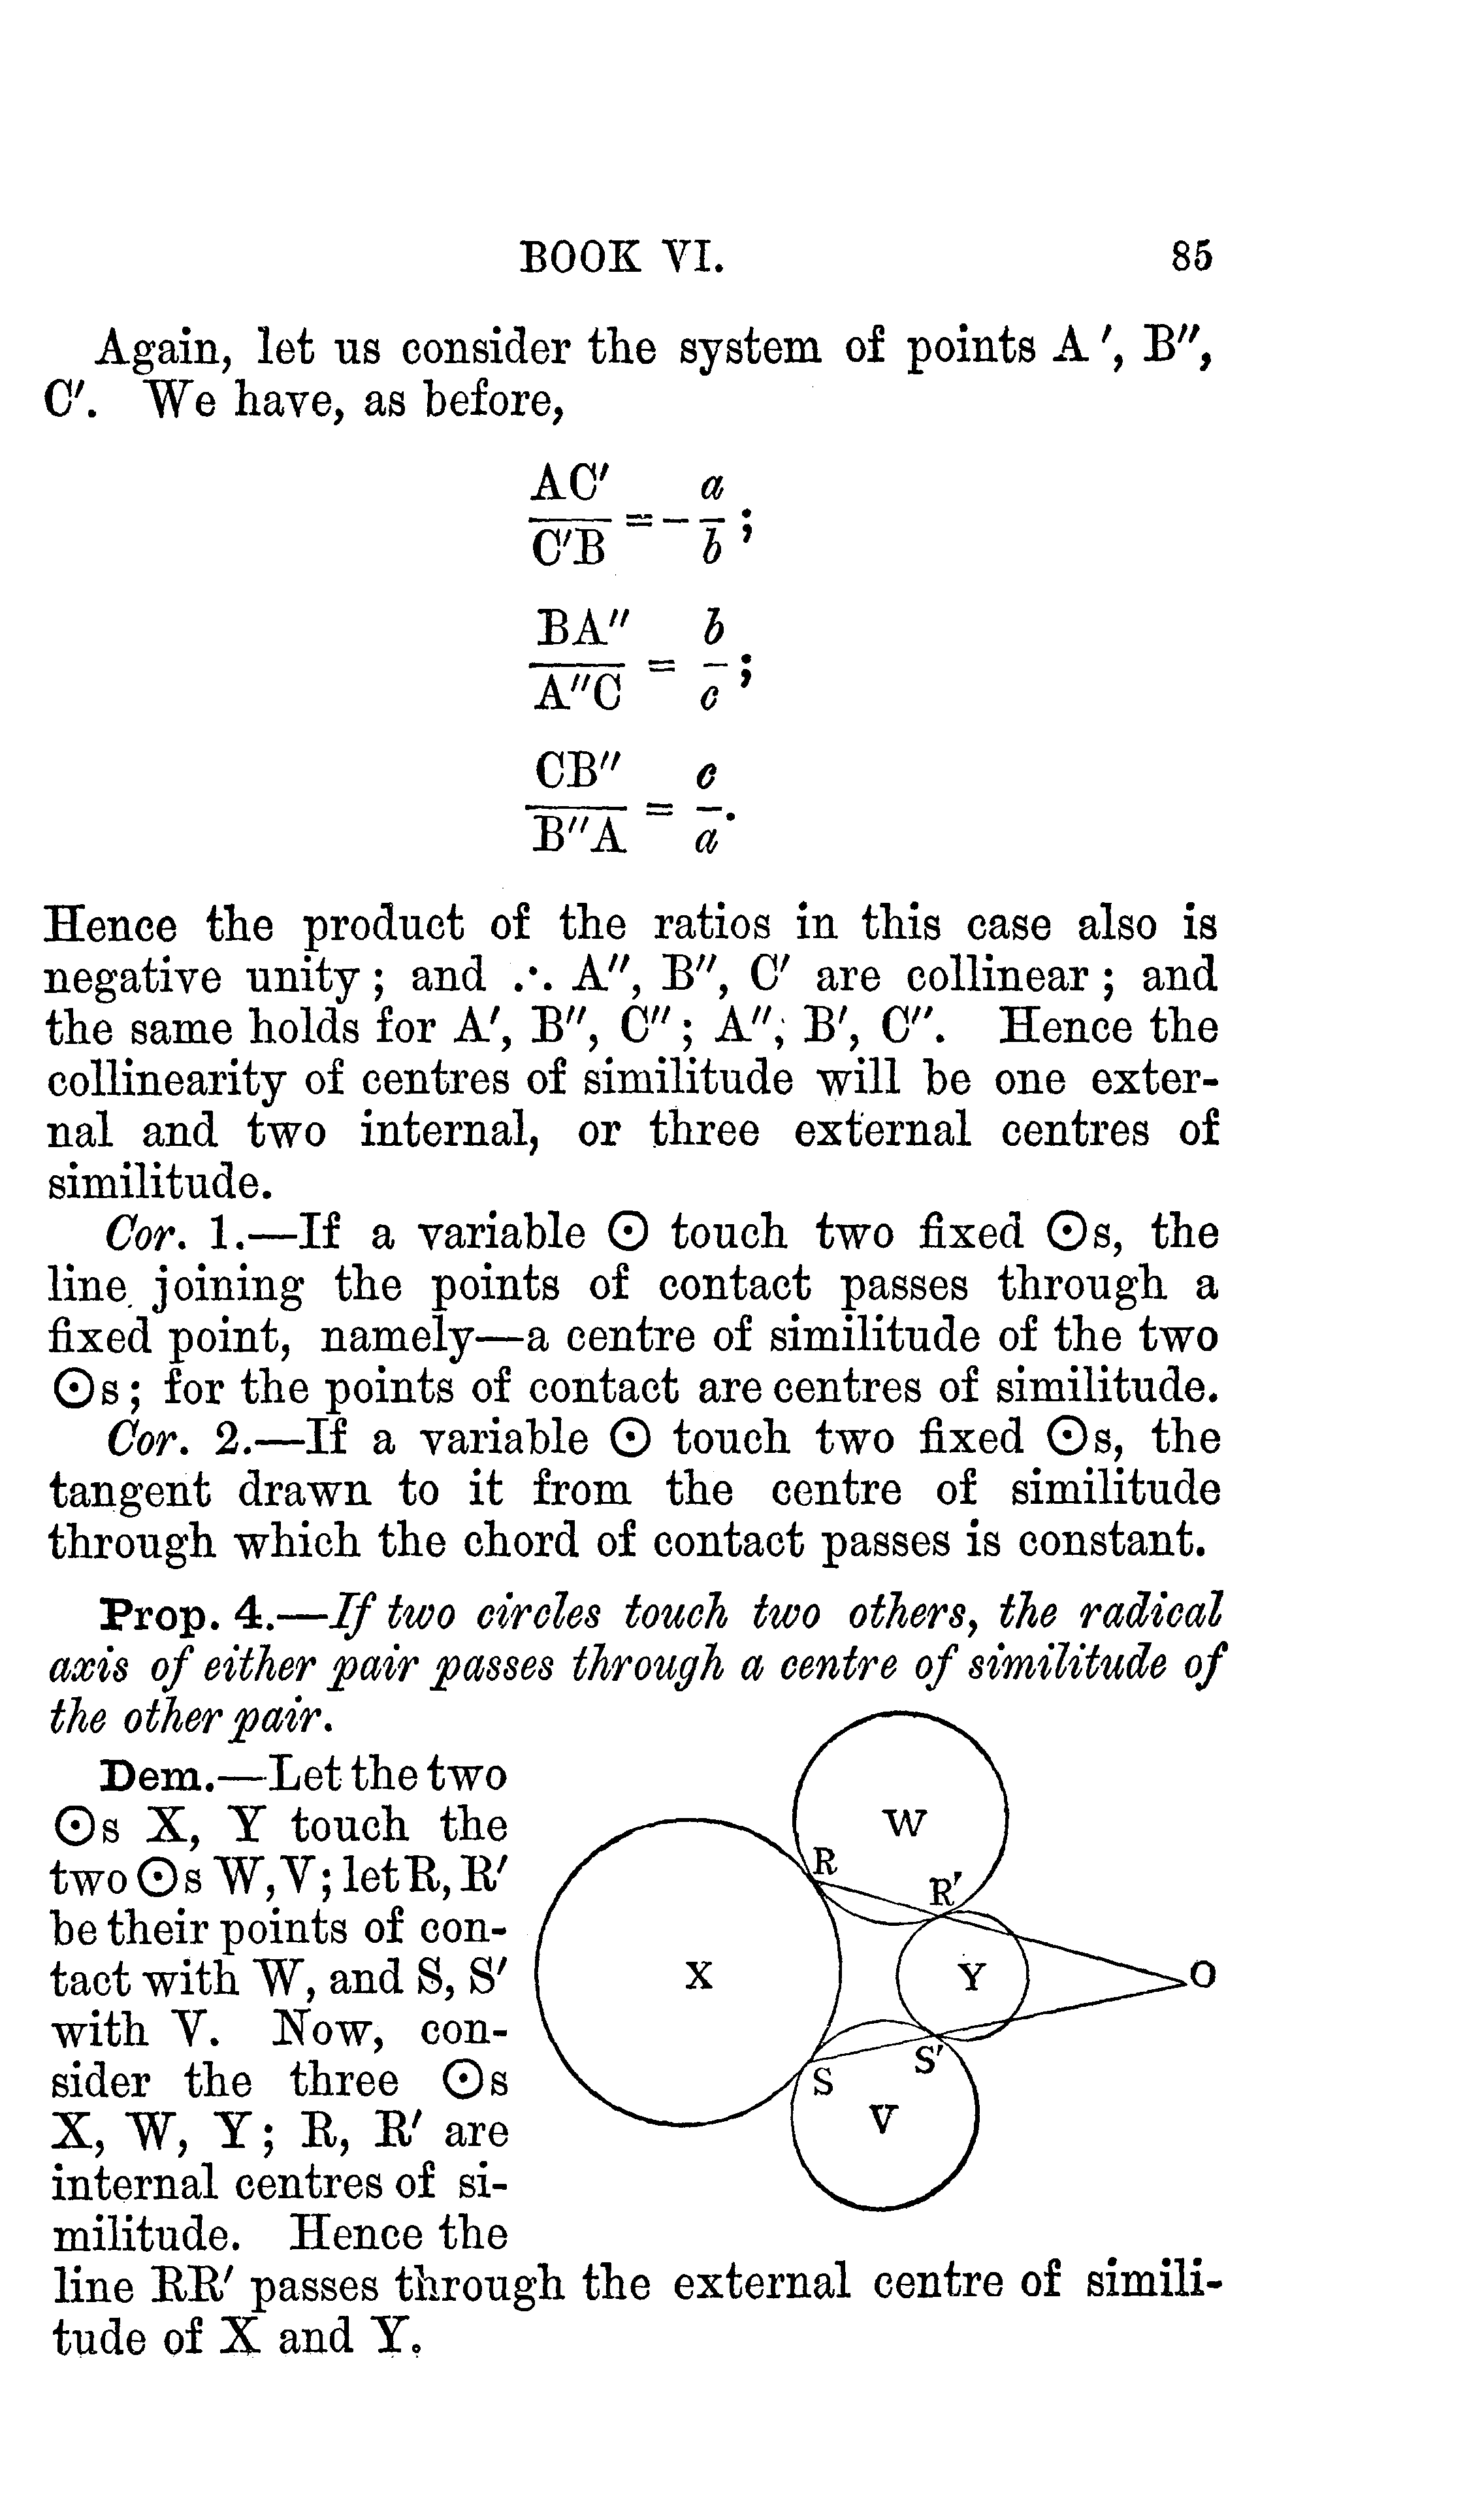 BOOK VI. 85
Again, let us consider the system of points A′, B″,
C′. We have, as before,
AC′/C′B = - a/b ;
BA″/A″C = b/c ;
CB″/B″A = c/a.
Hence the product of the ratios in this case also is
negative unity ; and ∴ A″, B″, C′ are collinear ; and
the same holds for A′, B″, C″ ; A″, B′, C″. Hence the
collinearity of centres of similitude will be one exter-
nal and two internal, or three external centres of
similitude.
Cor. 1.—If a variable ⊙ touch two fixed ⊙s, the
line joining the points of contact passes through a
fixed point, namely—a centre of similitude of the two
⊙s ; for the points of contact are centres of similitude.
Cor. 2.—If a variable ⊙ touch two fixed ⊙s, the
tangent drawn to it from the centre of similitude
through which the chord of contact passes is constant.
Prop. 4.—If two circles touch two others, the radical
axis of either pair passes through a centre of similitude of
the other pair.
Dem.—Let the two
⊙s X, Y touch the
two ⊙s W, V ; let R, R′
be their points of con-
tact with W, and S, S′
with V. Now, con-
sider the three ⊙s
X, W, Y ; R, R′ are
internal centres of si-
militude. Hence the
line RR′ passes through the external centre of simili-
tude of X and Y.
W
R
R′
X
Y
O
S′
S
V